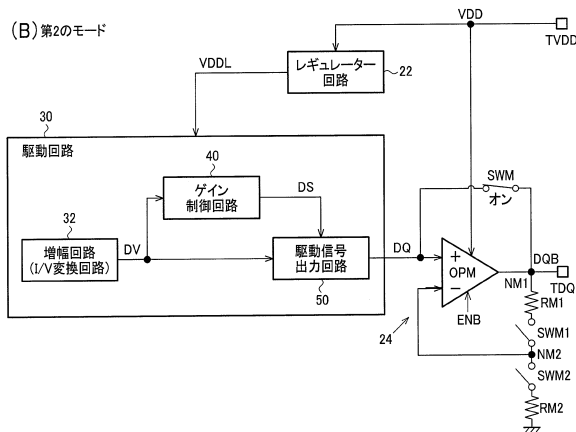 (B) 第2のモード
VDD
TVDD
VDDL
レギュレーター
回路
22
30
駆動回路
40
ゲイン
制御回路
DS
SWM
オン
32
増幅回路
(I/V変換回路)
DV
駆動信号
出力回路
50
DQ
+
OPM
−
ENB
24
NM1
DQB
TDQ
RM1
SWM1
NM2
SWM2
RM2